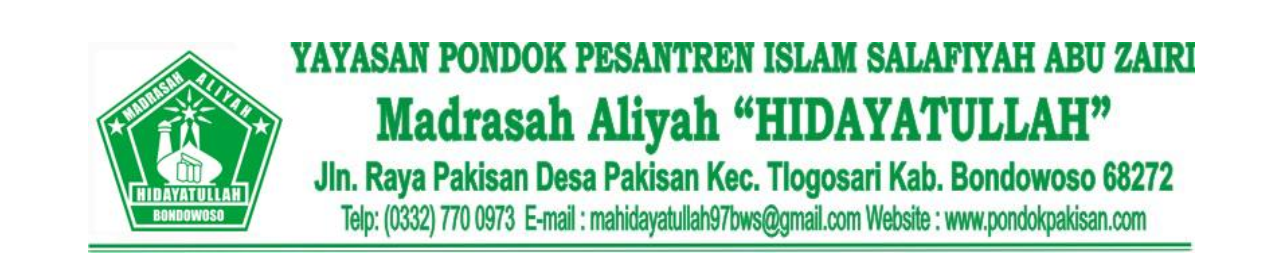 YAYASAN PONDOK PESANTREN ISLAM SALAFIYAH ABU ZAIRI
Madrasah Aliyah “HIDAYATULLAH”
Jln. Raya Pakisan Desa Pakisan Kec. Tlogosari Kab. Bondowoso 68272
Telp: (0332) 770 0973 E-mail : mahidayatullah97bws@gmail.com Website : www.pondokpakisan.com
MADRASAH ALIYAH
HIDAYATULLAH
BONDOWOSO